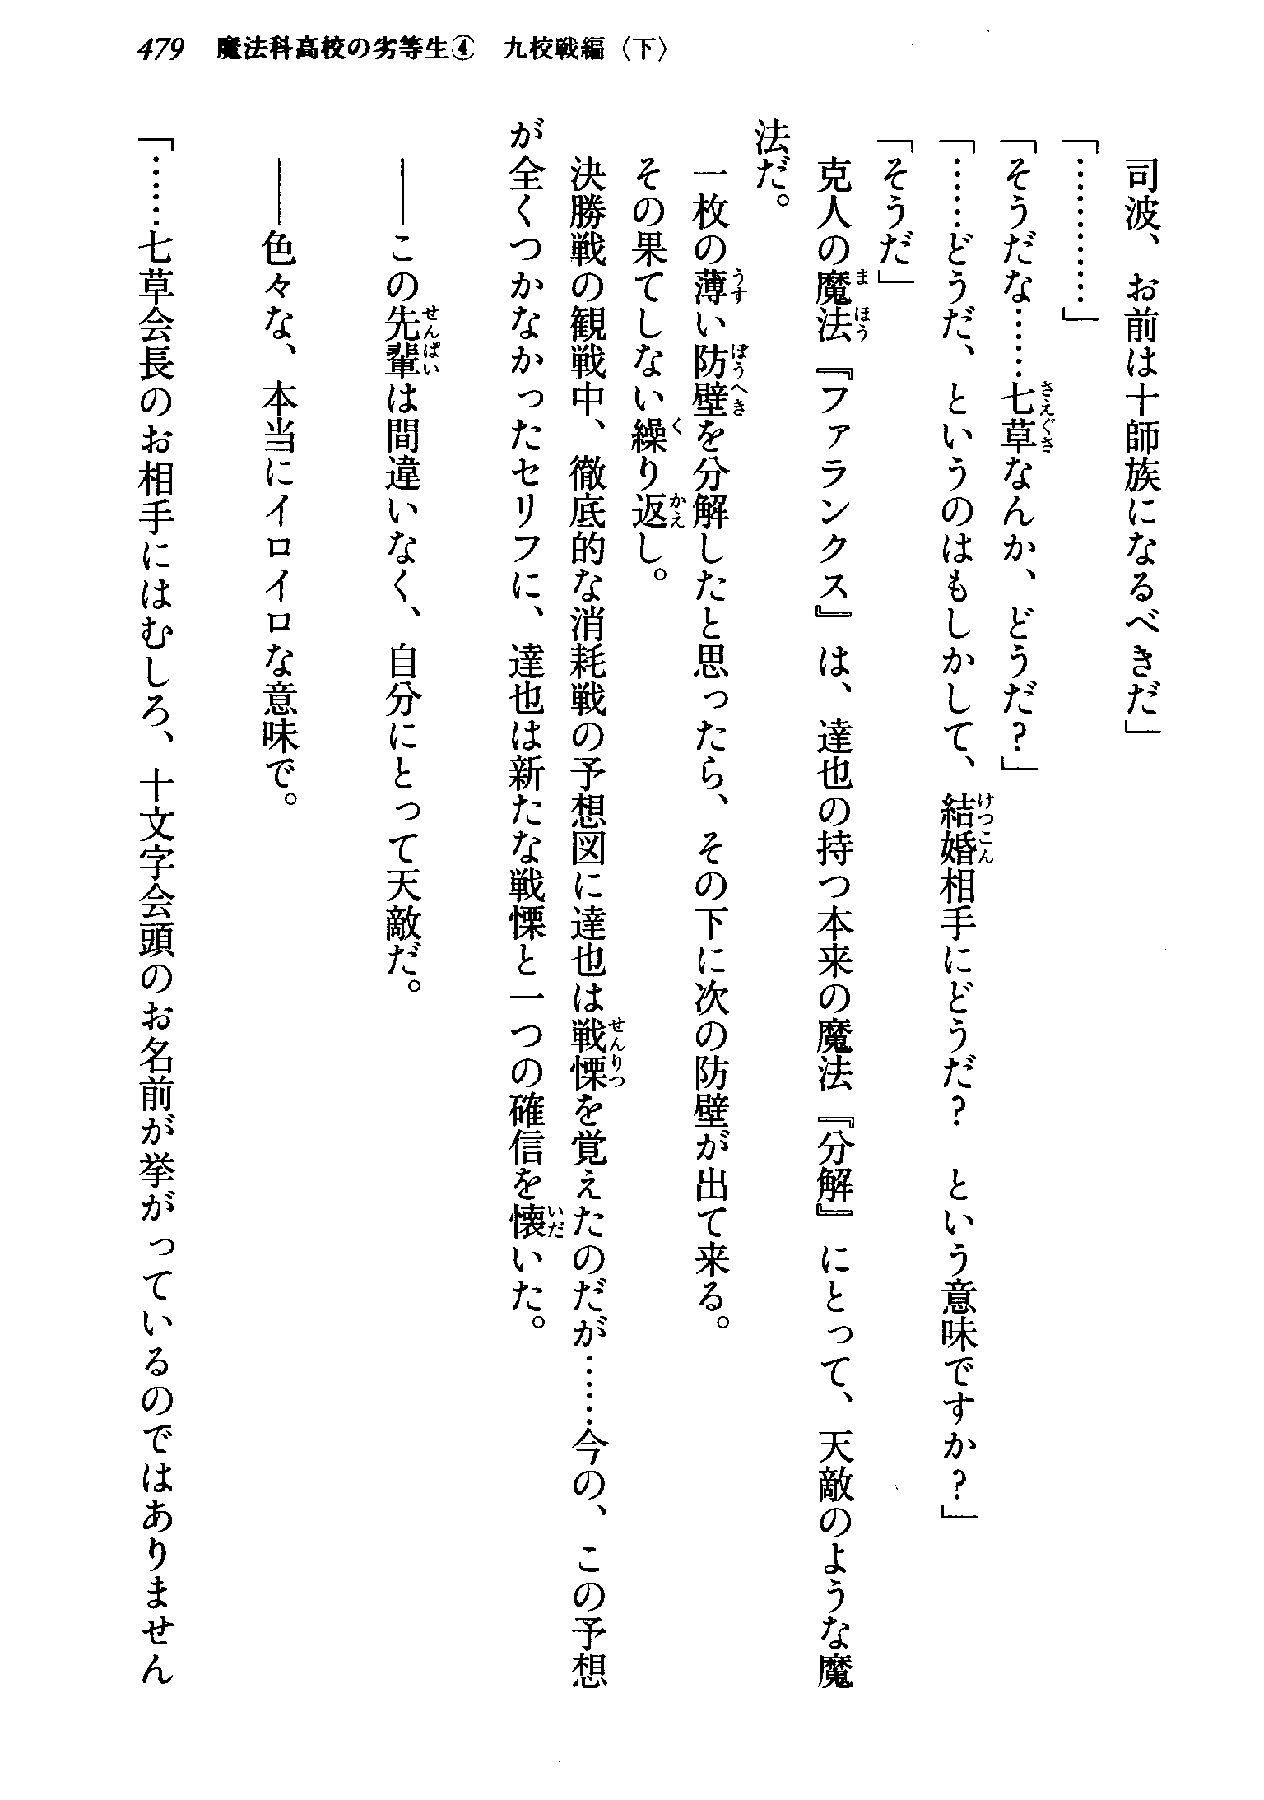 479 魔法科高校の劣等生④ 九校戦編〈下〉
司波、お前は十師族になるべきだ」
「…………」
「そうだな……七草なんか、どうだ？」
「……どうだ、というのはもしかして、結婚相手にどうだ？　という意味ですか？」
「そうだ」
克人の魔法『ファランクス』は、達也の持つ本来の魔法『分解』にとって、天敵のような魔
法だ。
一枚の薄い防壁を分解したと思ったら、その下に次の防壁が出て来る。
その果てしない繰り返し。
決勝戦の観戦中、徹底的な消耗戦の予想図に達也は戦慄を覚えたのだが……今の、この予想
が全くつかなかったセリフに、達也は新たな戦慄と一つの確信を懐いた。
――この先輩は間違いなく、自分にとって天敵だ。
――色々な、本当にイロイロな意味で。
「……七草会長のお相手にはむしろ、十文字会頭のお名前が挙がっているのではありません